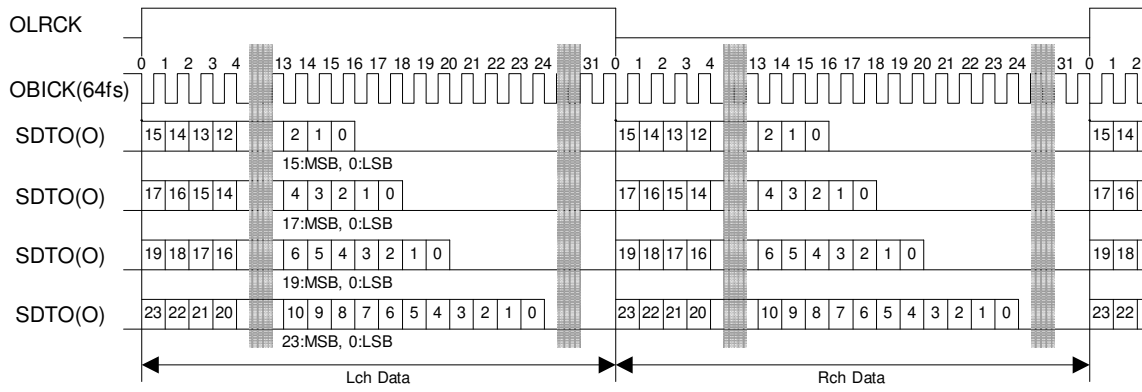 OLRCK
0 1 2 3 4 13 14 15 16 17 18 19 20 21 22 23 24 31 0 1 2 3 4 13 14 15 16 17 18 19 20 21 22 23 24 31 0 1 2
OBICK(64fs)
SDTO(O) 15 14 13 12 2 1 0 15 14 13 12 2 1 0 15 14
15:MSB, 0:LSB
SDTO(O) 17 16 15 14 4 3 2 1 0 17 16 15 14 4 3 2 1 0 17 16
17:MSB, 0:LSB
SDTO(O) 19 18 17 16 6 5 4 3 2 1 0 19 18 17 16 6 5 4 3 2 1 0 19 18
19:MSB, 0:LSB
SDTO(O) 23 22 21 20 10 9 8 7 6 5 4 3 2 1 0 23 22 21 20 10 9 8 7 6 5 4 3 2 1 0 23 22
23:MSB, 0:LSB
Lch Data Rch Data